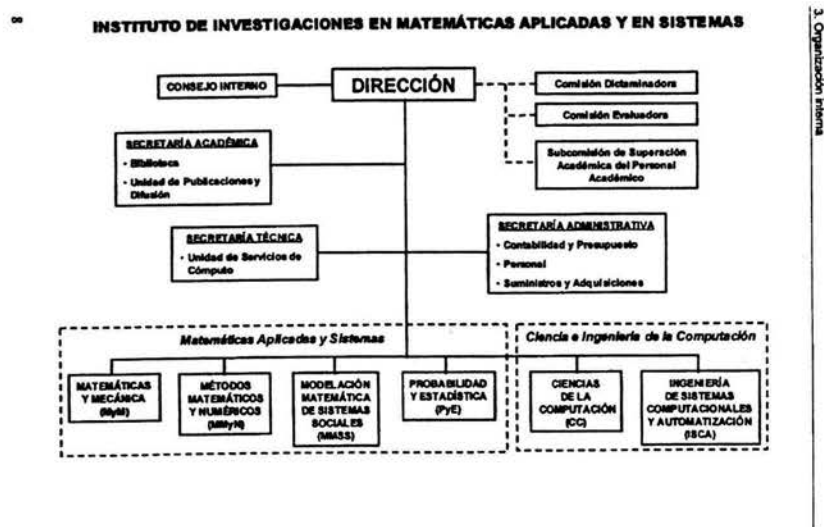 8
INSTITUTO DE INVESTIGACIONES EN MATEMÁTICAS APLICADAS Y EN SISTEMAS
3. Organización interna
CONSEJO INTERNO
DIRECCIÓN
Comisión Dictaminadora
Comisión Evaluadora
Subcomisión de Superación
Académica del Personal
Académico
SECRETARÍA ACADÉMICA
• Biblioteca
• Unidad de Publicaciones y
Difusión
SECRETARÍA TÉCNICA
• Unidad de Servicios de
Cómputo
SECRETARÍA ADMINISTRATIVA
• Contabilidad y Presupuesto
• Personal
• Suministros y Adquisiciones
Matemáticas Aplicadas y Sistemas
MATEMÁTICAS
Y MECÁNICA
(MyM)
MÉTODOS
MATEMÁTICOS
Y NUMÉRICOS
(MMyN)
MODELACIÓN
MATEMÁTICA
DE SISTEMAS
SOCIALES
(MMSS)
PROBABILIDAD
Y ESTADÍSTICA
(PyE)
Ciencia e Ingeniería de la Computación
CIENCIAS
DE LA
COMPUTACIÓN
(CC)
INGENIERÍA
DE SISTEMAS
COMPUTACIONALES
Y AUTOMATIZACIÓN
(ISCA)